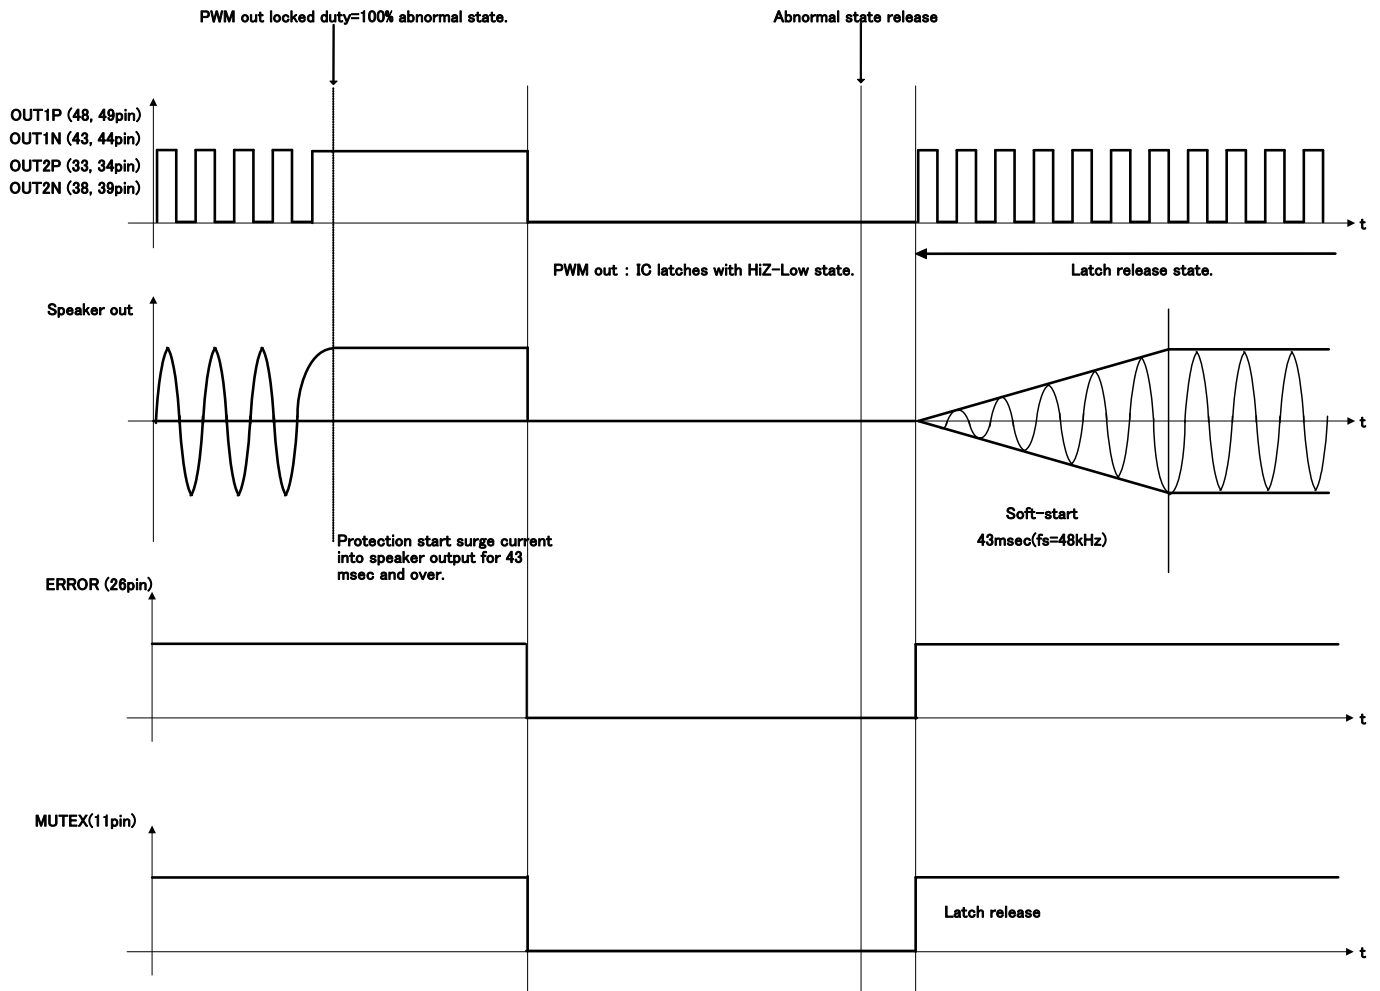 PWM out locked duty=100% abnormal state.
Abnormal state release
OUT1P (48, 49pin)
OUT1N (43, 44pin)
OUT2P (33, 34pin)
OUT2N (38, 39pin)
t
PWM out : IC latches with HiZ-Low state.
Latch release state.
Speaker out
t
Soft-start
43msec(fs=48kHz)
Protection start surge current
into speaker output for 43
msec and over.
ERROR (26pin)
t
MUTEX(11pin)
Latch release
t